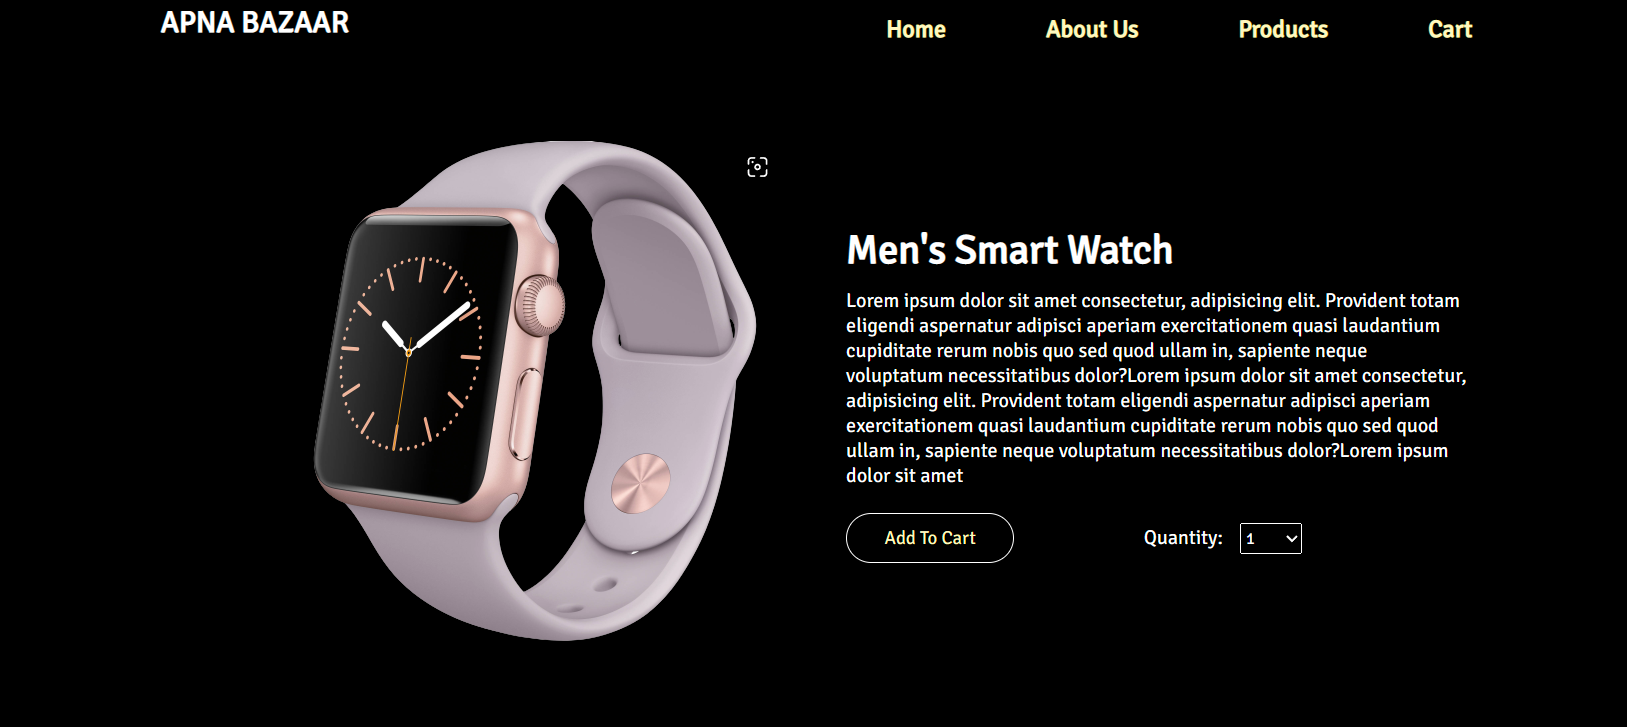 APNA BAZAAR
Home About Us Products Cart
Men's Smart Watch
Lorem ipsum dolor sit amet consectetur, adipisicing elit. Provident totam
eligendi aspernatur adipisci aperiam exercitationem quasi laudantium
cupiditate rerum nobis quo sed quod ullam in, sapiente neque
voluptatum necessitatibus dolor?Lorem ipsum dolor sit amet consectetur,
adipisicing elit. Provident totam eligendi aspernatur adipisci aperiam
exercitationem quasi laudantium cupiditate rerum nobis quo sed quod
ullam in, sapiente neque voluptatum necessitatibus dolor?Lorem ipsum
dolor sit amet
Add To Cart Quantity: 1